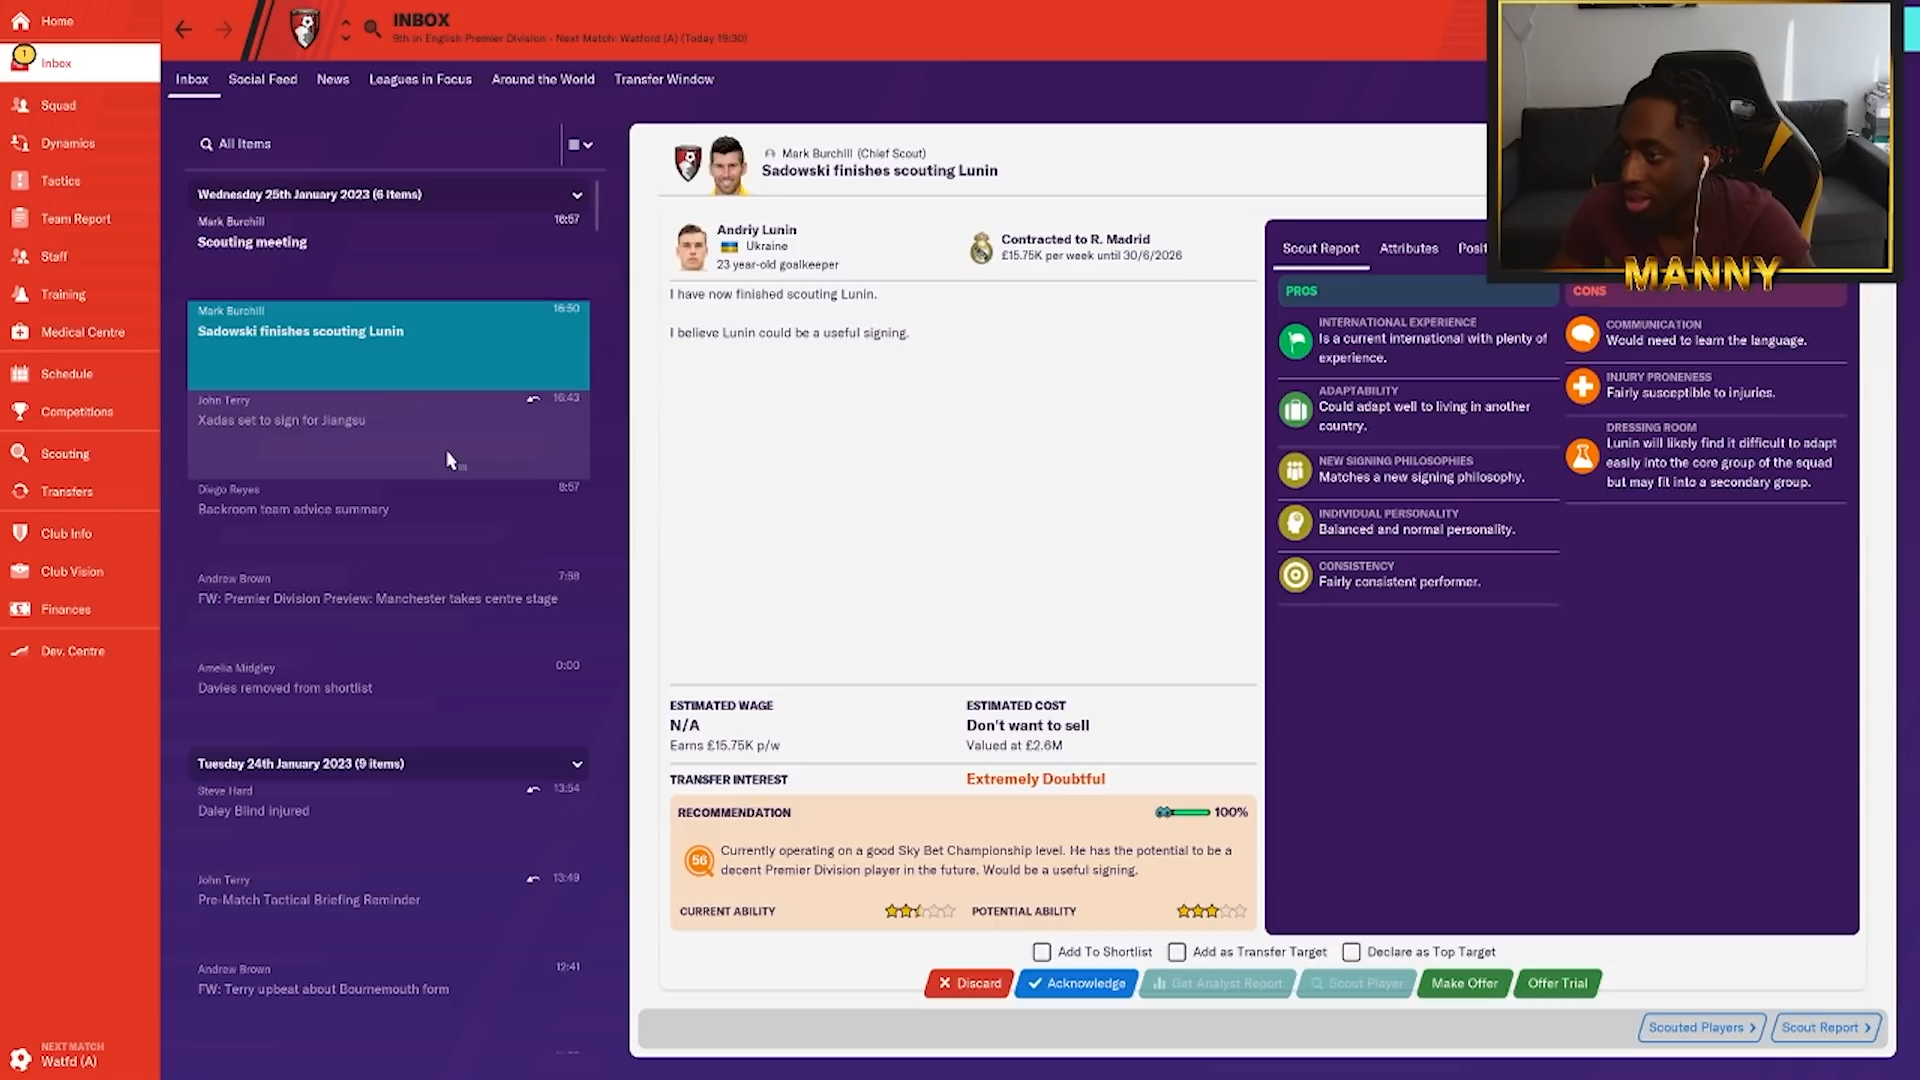 Home
Inbox
1
Squad
Dynamics
Tactics
Team Report
Staff
Training
Medical Centre
Schedule
Competitions
Scouting
Transfers
Club Info
Club Vision
Finances
Dev. Centre
NEXT MATCH
Watfd (A)
INBOX
9th in English Premier Division - Next Match: Watford (A) (Today 19:30)
Inbox Social Feed News Leagues in Focus Around the World Transfer Window
All Items
Wednesday 25th January 2023 (6 items)
Mark Burchill 16:57
Scouting meeting
Mark Burchill 16:50
Sadowski finishes scouting Lunin
John Terry 16:43
Xadas set to sign for Jiangsu
Diego Reyes 8:57
Backroom team advice summary
Andrew Brown 7:58
FW: Premier Division Preview: Manchester takes centre stage
Amelia Midgley 0:00
Davies removed from shortlist
Tuesday 24th January 2023 (9 items)
Steve Hard 13:54
Daley Blind injured
John Terry 13:49
Pre-Match Tactical Briefing Reminder
Andrew Brown 12:41
FW: Terry upbeat about Bournemouth form
Mark Burchill (Chief Scout)
Sadowski finishes scouting Lunin
Andriy Lunin
Ukraine
23 year-old goalkeeper
Contracted to R. Madrid
£15.75K per week until 30/6/2026
I have now finished scouting Lunin.
I believe Lunin could be a useful signing.
ESTIMATED WAGE
N/A
Earns £15.75K p/w
ESTIMATED COST
Don't want to sell
Valued at £2.6M
TRANSFER INTEREST
Extremely Doubtful
RECOMMENDATION 100%
56
Currently operating on a good Sky Bet Championship level. He has the potential to be a
decent Premier Division player in the future. Would be a useful signing.
CURRENT ABILITY POTENTIAL ABILITY
Scout Report Attributes Posit
MANNY
PROS
INTERNATIONAL EXPERIENCE
Is a current international with plenty of
experience.
ADAPTABILITY
Could adapt well to living in another
country.
NEW SIGNING PHILOSOPHIES
Matches a new signing philosophy.
INDIVIDUAL PERSONALITY
Balanced and normal personality.
CONSISTENCY
Fairly consistent performer.
CONS
COMMUNICATION
Would need to learn the language.
INJURY PRONENESS
Fairly susceptible to injuries.
DRESSING ROOM
Lunin will likely find it difficult to adapt
easily into the core group of the squad
but may fit into a secondary group.
Add To Shortlist Add as Transfer Target Declare as Top Target
Discard Acknowledge Get Analyst Report Scout Player Make Offer Offer Trial
Scouted Players Scout Report